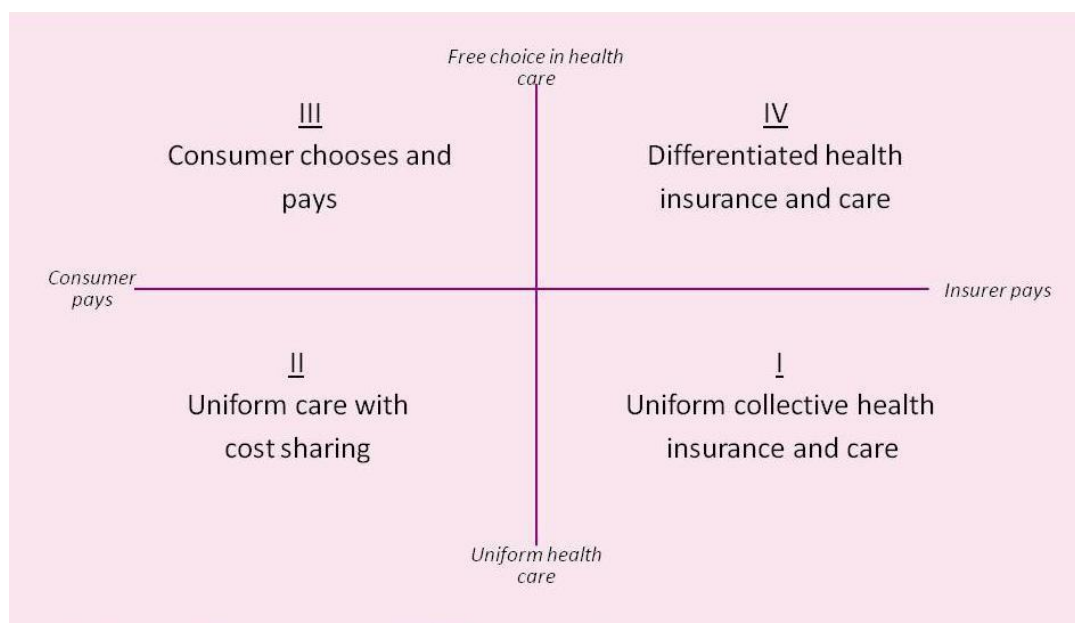 Free choice in health
care
III
Consumer chooses and
pays
IV
Differentiated health
insurance and care
Consumer
pays
Insurer pays
II
Uniform care with
cost sharing
I
Uniform collective health
insurance and care
Uniform health
care